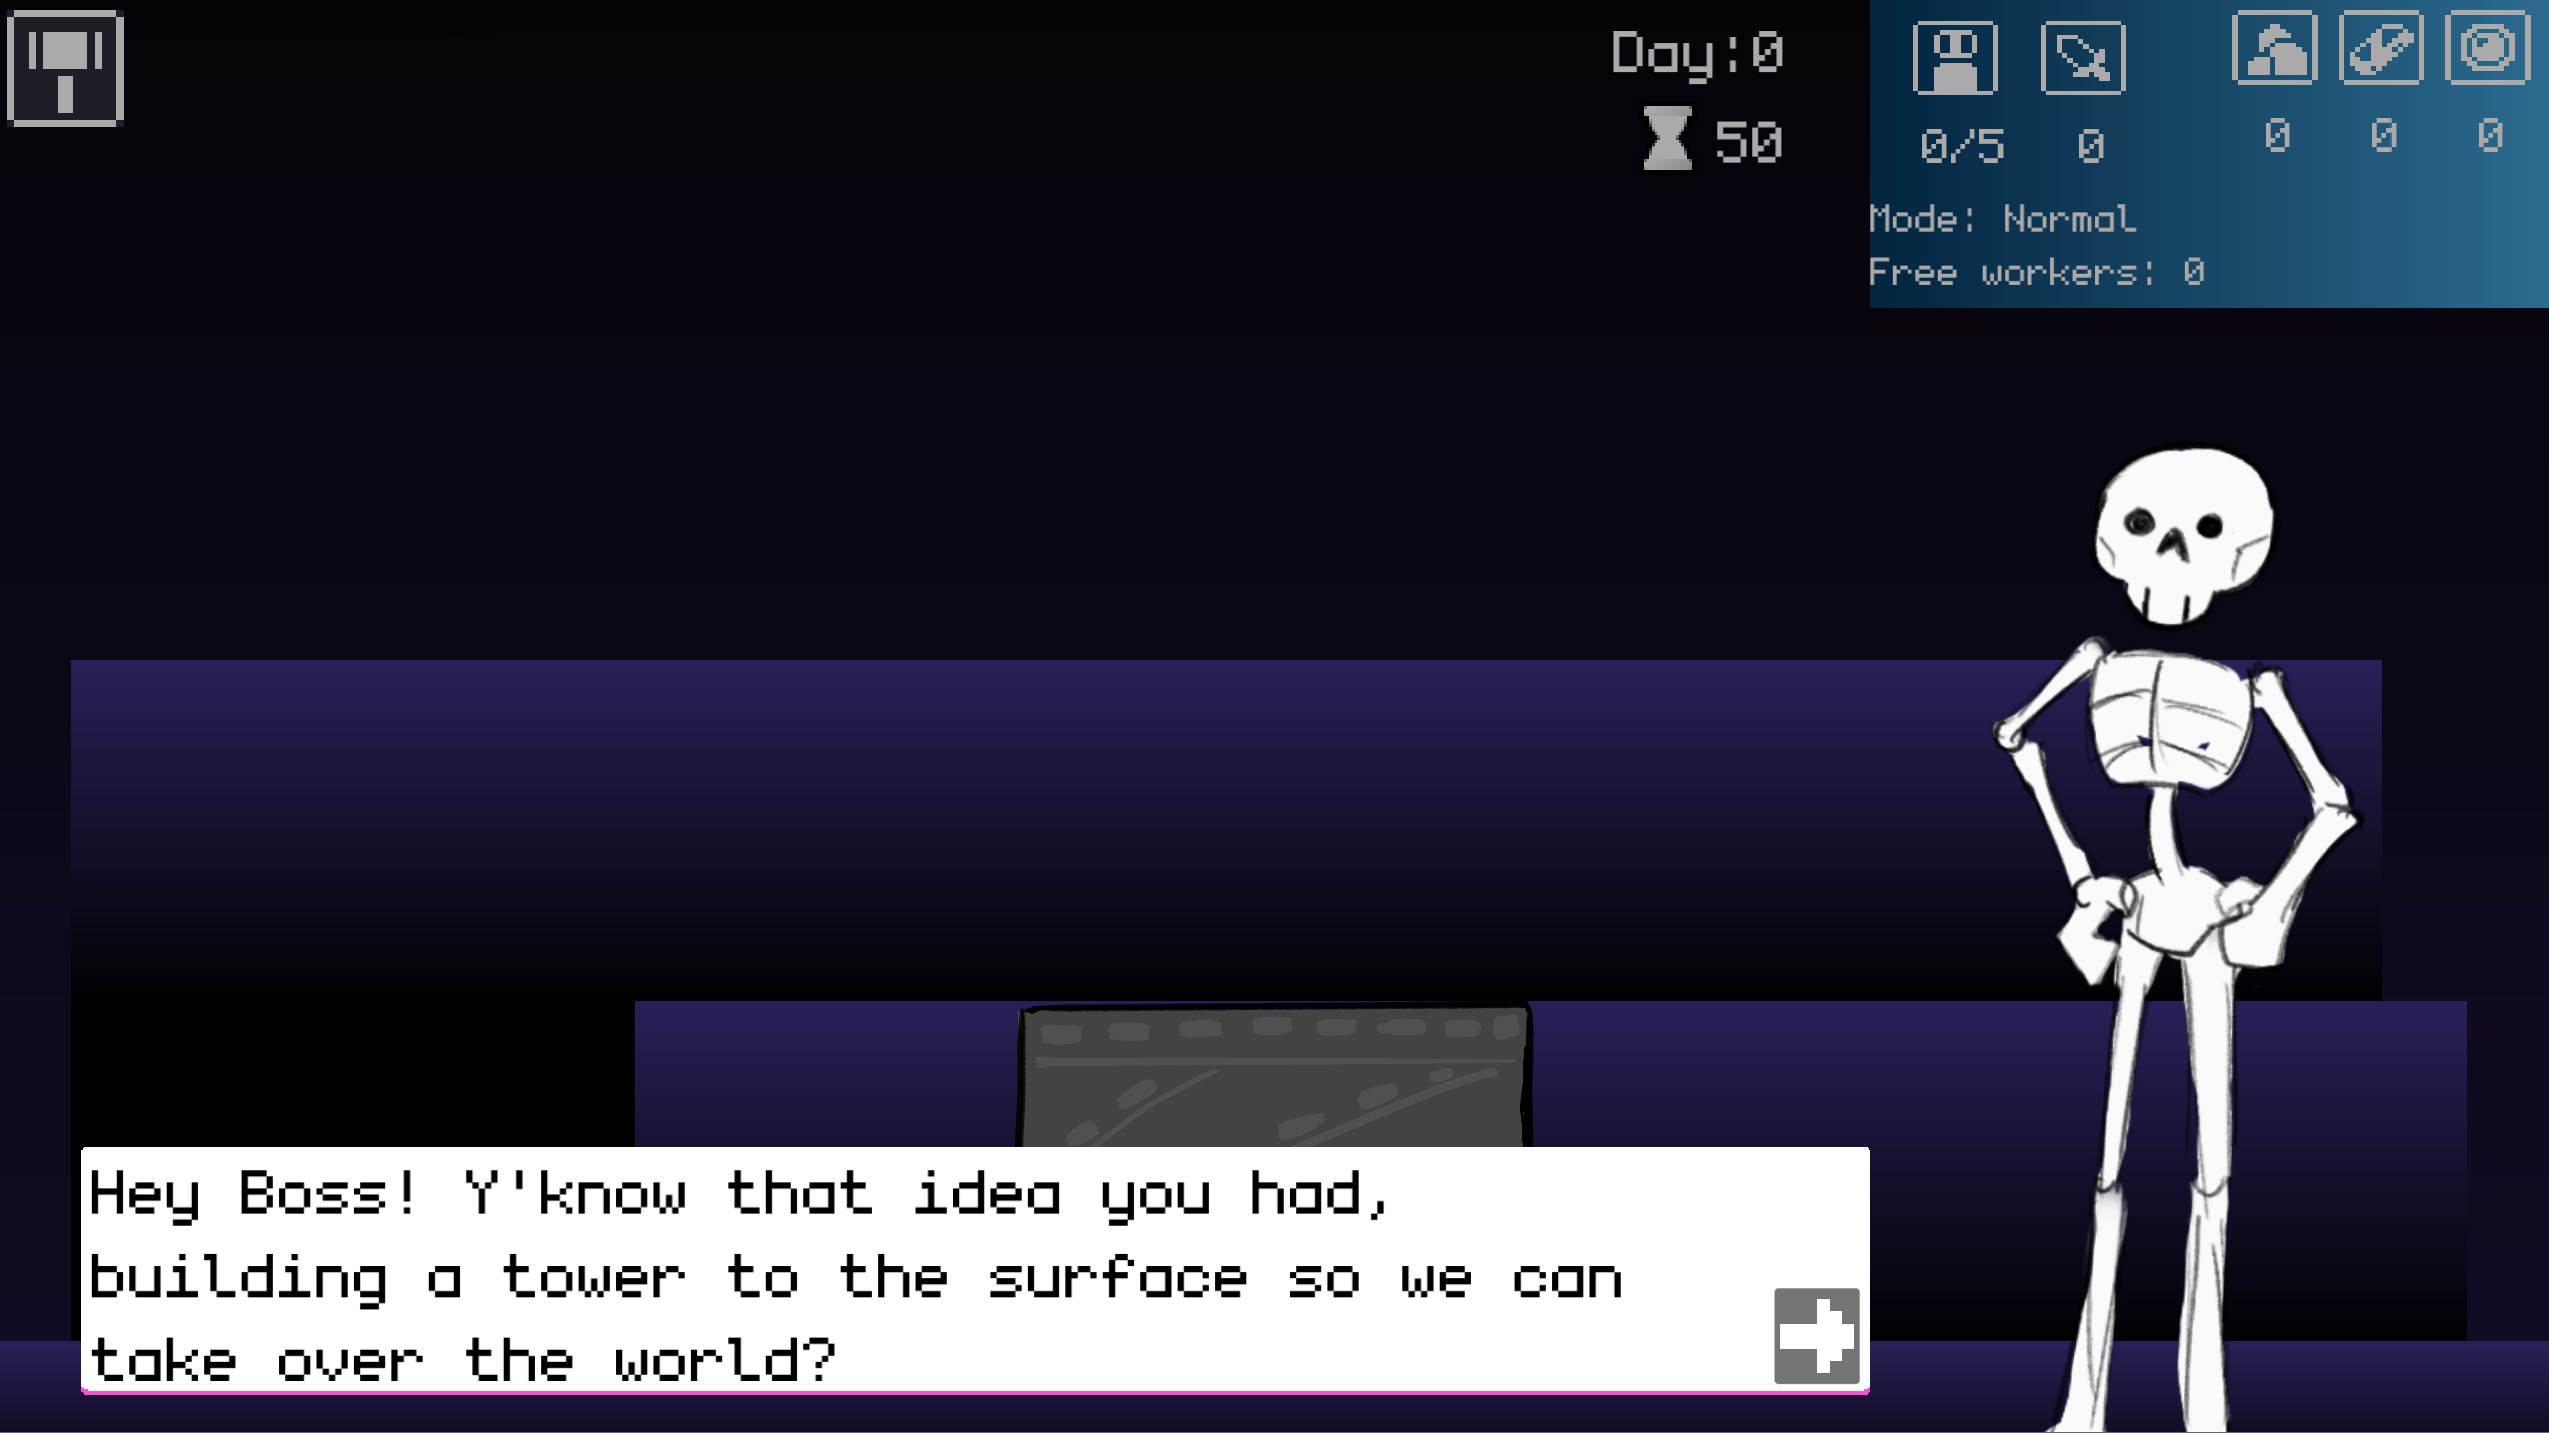 Day:0
50
0/5
0
0
0
0
Mode: Normal
Free workers: 0
Hey Boss! Y'know that idea you had,
building a tower to the surface so we can
take over the world?